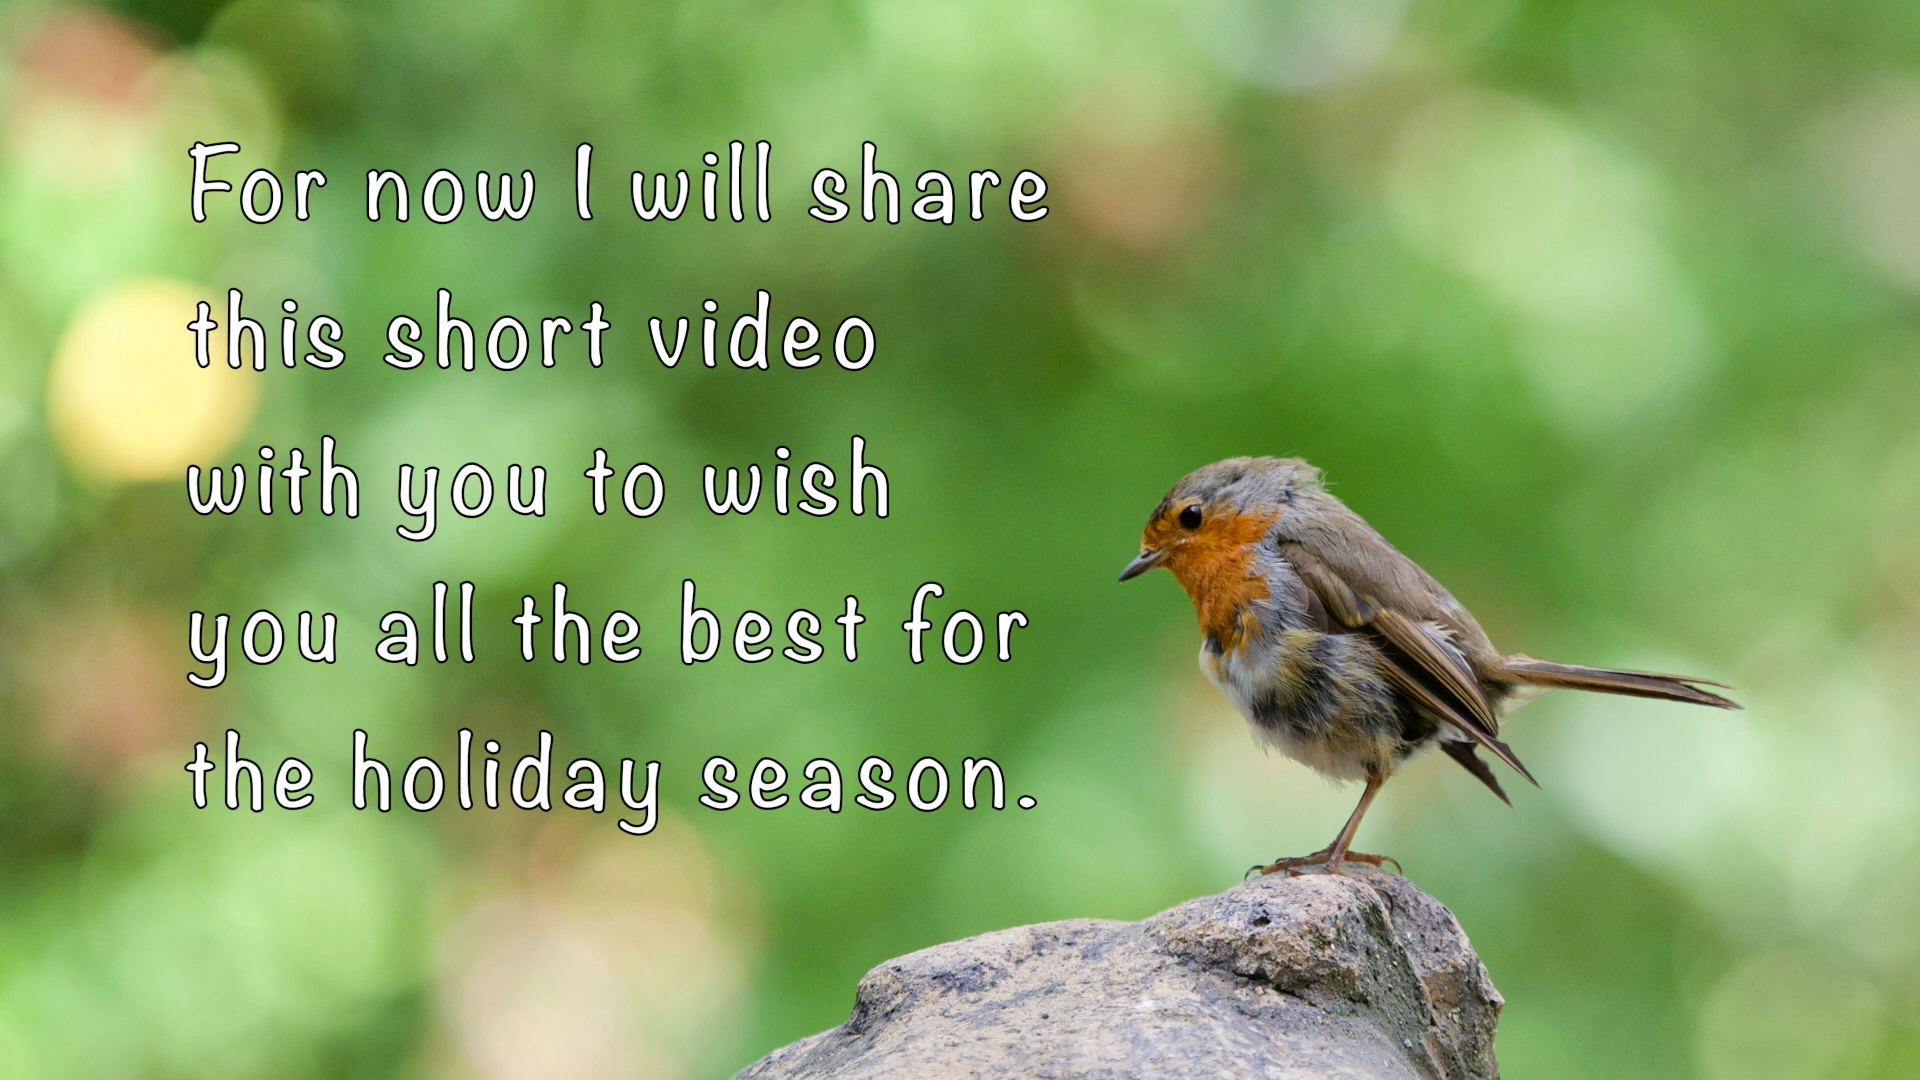 For now I will share
this short video
with you to wish
you all the best for
the holiday season.